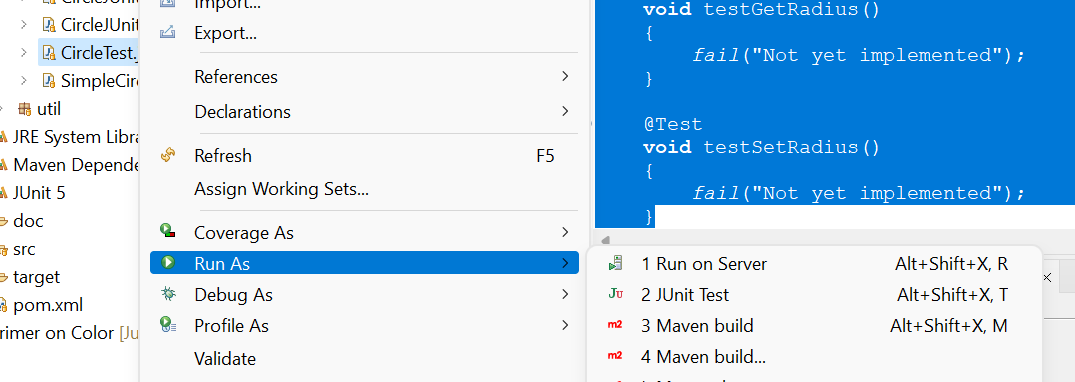 CircleJUnit
CircleJUni
CircleTest.
SimpleCir
util
JRE System Libra
Maven Depende
JUnit 5
doc
src
target
pom.xml
rimer on Color [Ju
Import...
Export...
References
Declarations
Refresh F5
Assign Working Sets...
Coverage As
Run As
Debug As
Profile As
Validate
void testGetRadius()
{
fail("Not yet implemented");
}
@Test
void testSetRadius()
{
fail("Not yet implemented");
}
1 Run on Server Alt+Shift+X, R
2 JUnit Test Alt+Shift+X, T
3 Maven build Alt+Shift+X, M
4 Maven build...